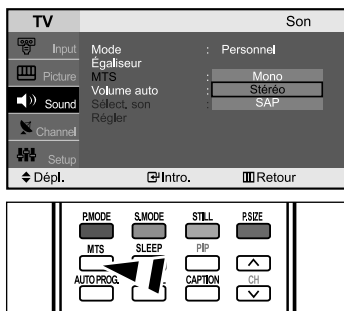 TV Son
Input
Mode : Personnel
Égaliseur
Picture
MTS : Mono
Volume auto : Stéréo
Sound
Sélect. son : SAP
Régler
Channel
Setup
Dépl. Intro. Retour
P.MODE S.MODE STILL P.SIZE
MTS SLEEP PIP
AUTO PROG. CAPTION CH